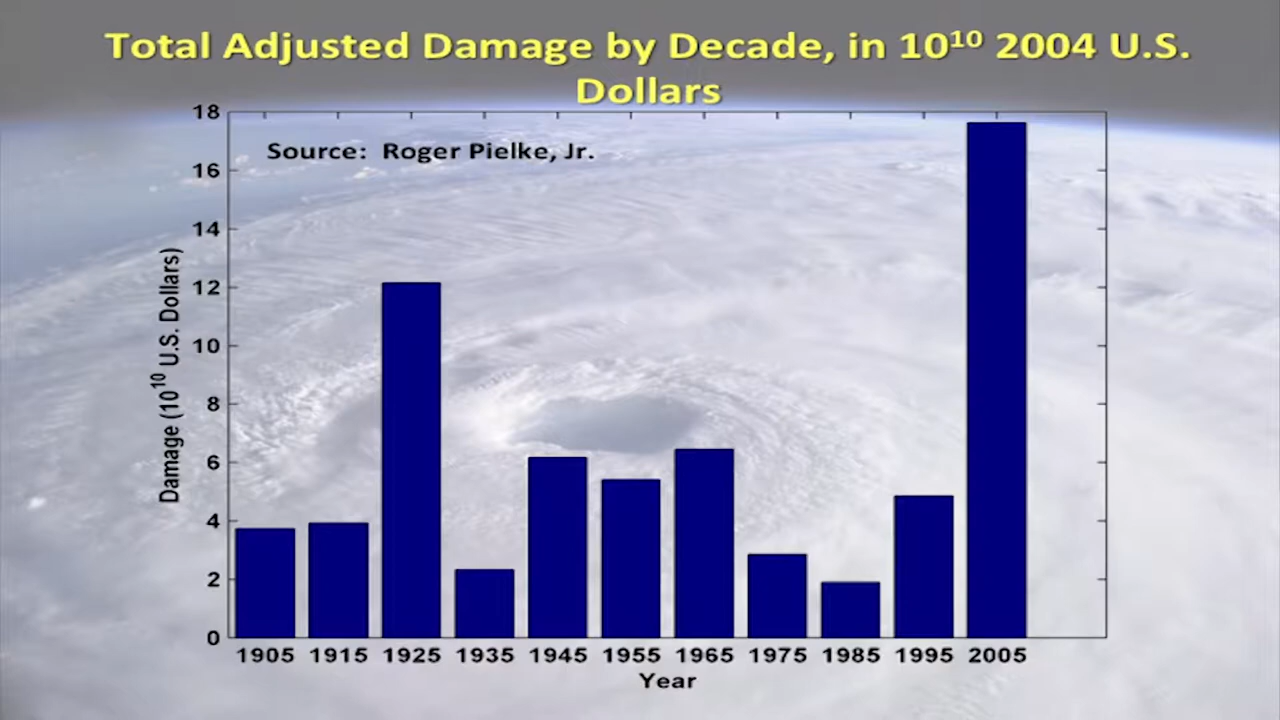 Total Adjusted Damage by Decade, in 10¹⁰ 2004 U.S.
Dollars
Source: Roger Pielke, Jr.
18
16
14
12
10
8
6
4
2
0
Damage (10¹⁰ U.S. Dollars)
1905 1915 1925 1935 1945 1955 1965 1975 1985 1995 2005
Year